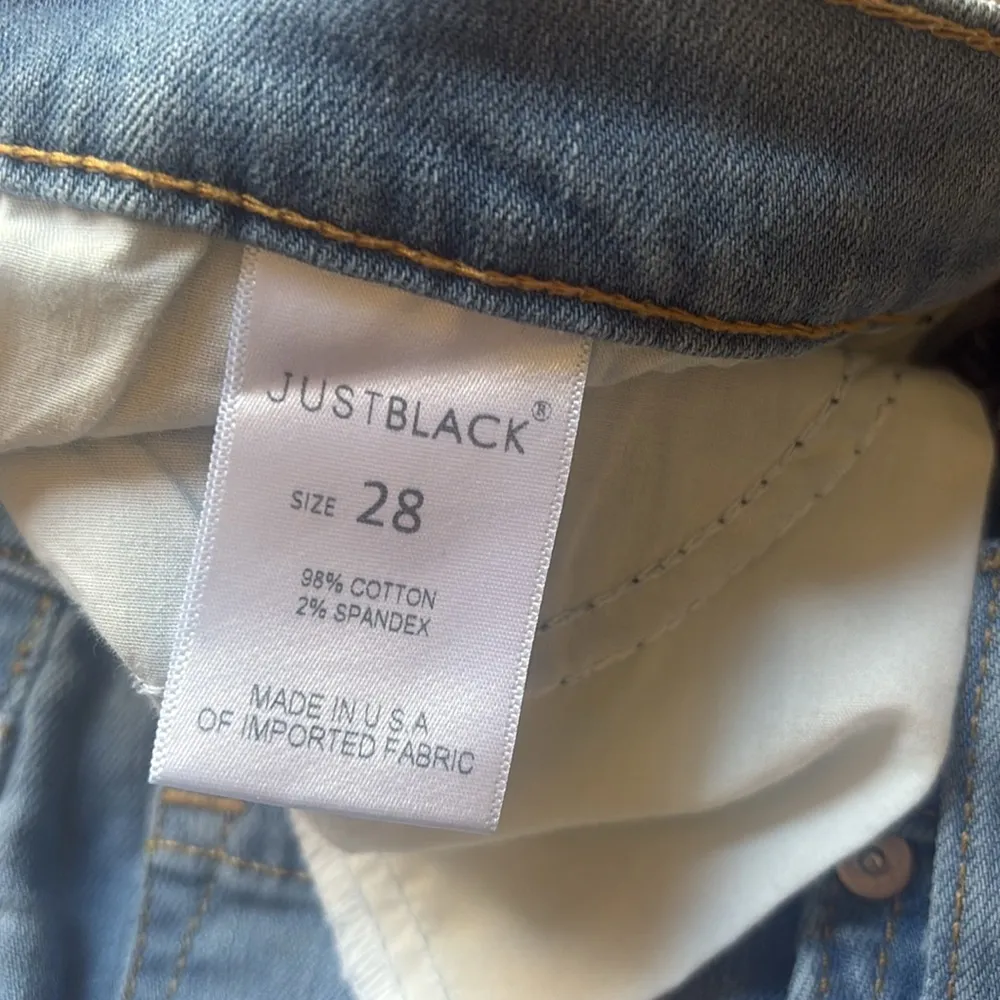 JUSTBLACK®
SIZE 28
98% COTTON
2% SPANDEX
MADE IN U S A
OF IMPORTED FABRIC